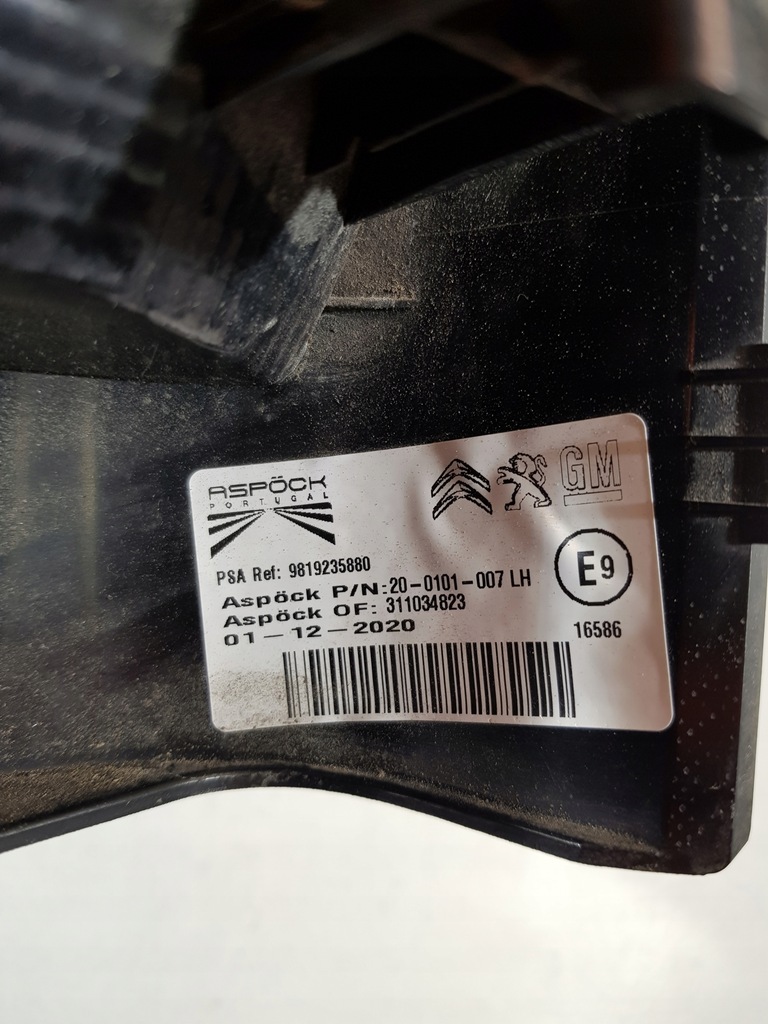 ASPÖCK
PORTUGAL
GM
PSA Ref: 9819235880
Aspöck P/N:20-0101-007 LH
Aspöck OF: 311034823
01-12-2020
E9
16586